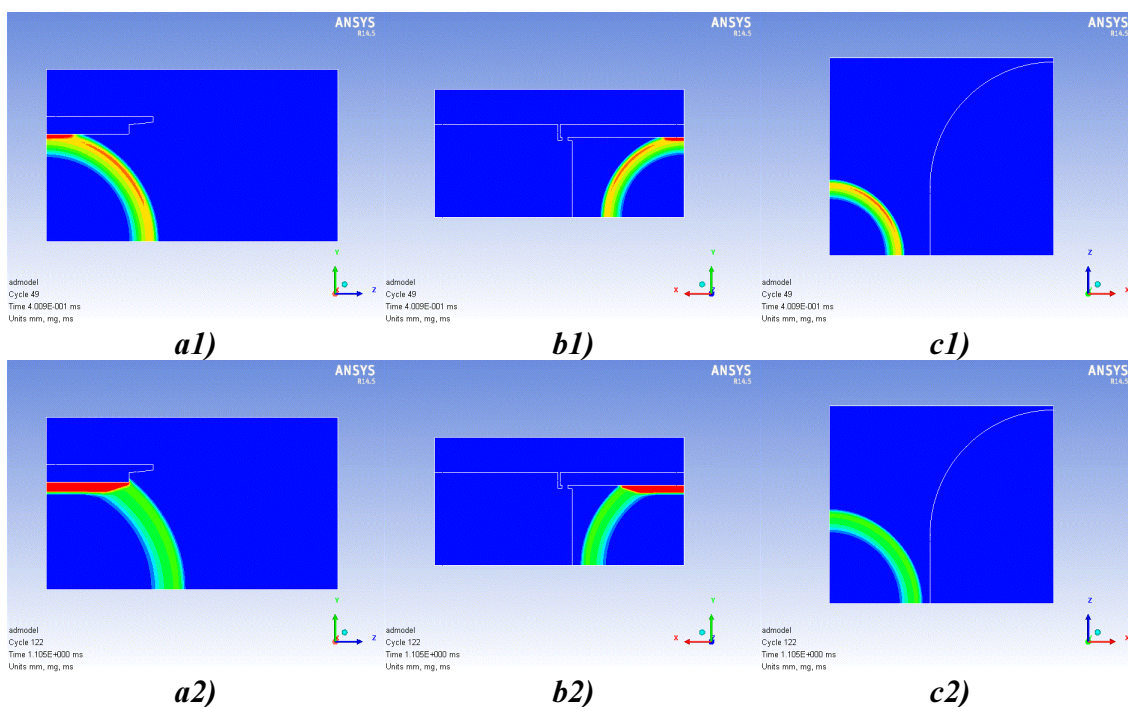 ANSYS
R14.5
Y
Z
admodel
Cycle 49
Time 4.009E-001 ms
Units mm, mg, ms
a1)
ANSYS
R14.5
Y
X
Z
admodel
Cycle 49
Time 4.009E-001 ms
Units mm, mg, ms
b1)
ANSYS
R14.5
Z
X
admodel
Cycle 49
Time 4.009E-001 ms
Units mm, mg, ms
c1)
ANSYS
R14.5
Y
Z
admodel
Cycle 122
Time 1.105E+000 ms
Units mm, mg, ms
a2)
ANSYS
R14.5
Y
X
Z
admodel
Cycle 122
Time 1.105E+000 ms
Units mm, mg, ms
b2)
ANSYS
R14.5
Z
X
admodel
Cycle 122
Time 1.105E+000 ms
Units mm, mg, ms
c2)